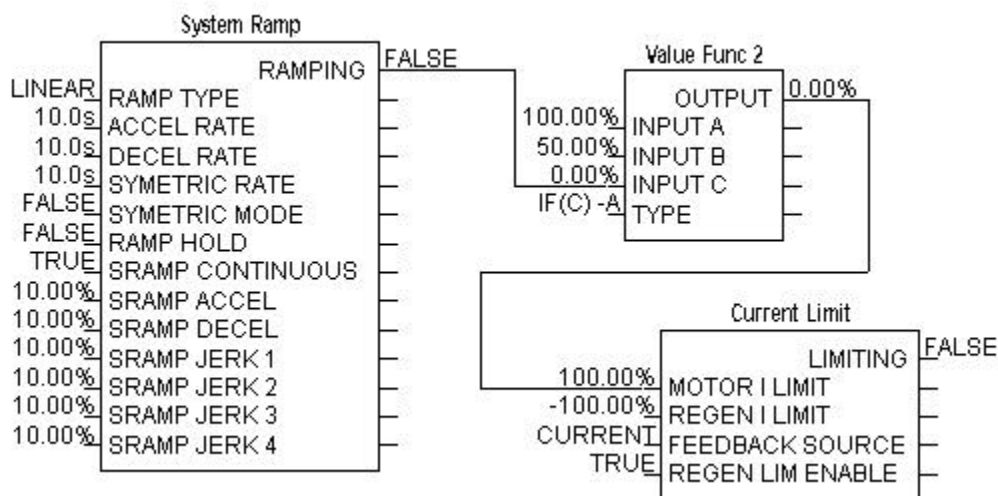 System Ramp
RAMPING FALSE
LINEAR RAMP TYPE
10.0s ACCEL RATE
10.0s DECEL RATE
10.0s SYMETRIC RATE
FALSE SYMETRIC MODE
FALSE RAMP HOLD
TRUE SRAMP CONTINUOUS
10.00% SRAMP ACCEL
10.00% SRAMP DECEL
10.00% SRAMP JERK 1
10.00% SRAMP JERK 2
10.00% SRAMP JERK 3
10.00% SRAMP JERK 4
Value Func 2
OUTPUT 0.00%
100.00% INPUT A
50.00% INPUT B
0.00% INPUT C
IF(C) -A TYPE
Current Limit
LIMITING FALSE
100.00% MOTOR I LIMIT
-100.00% REGEN I LIMIT
CURRENT FEEDBACK SOURCE
TRUE REGEN LIM ENABLE